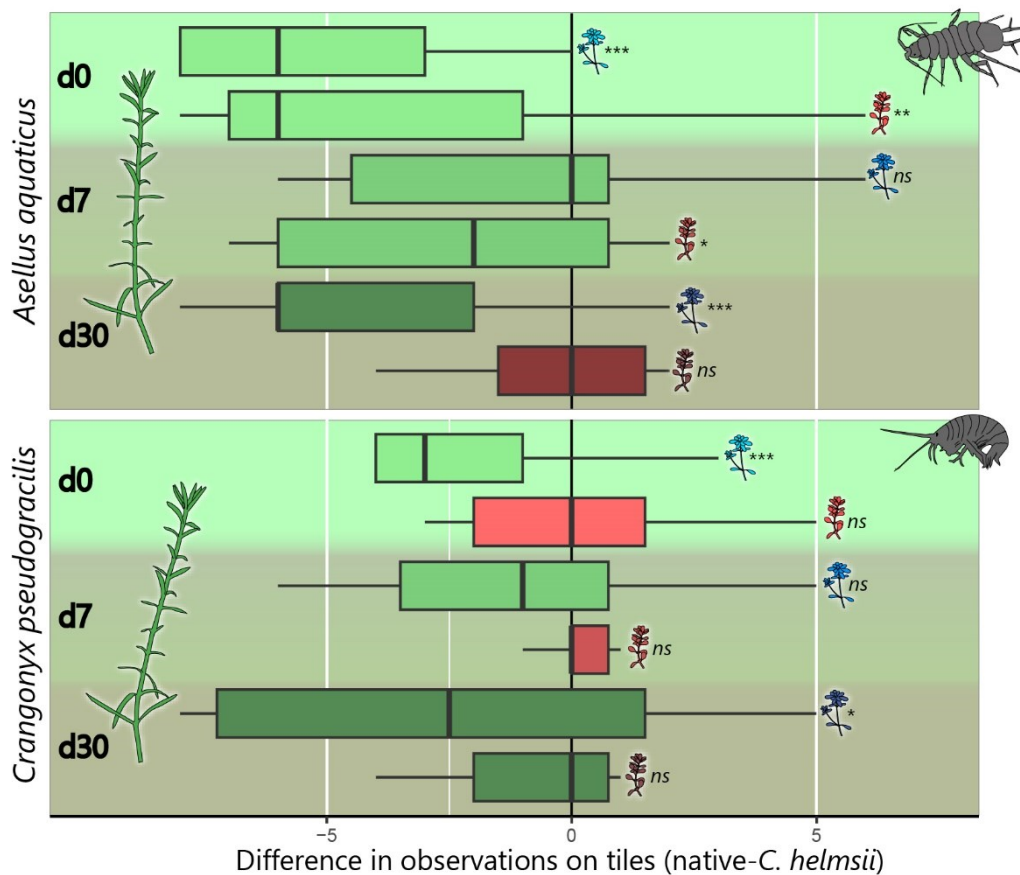 Asellus aquaticus
d0
***
**
d7
ns
*
d30
***
ns
Crangonyx pseudogracilis
d0
***
ns
d7
ns
ns
d30
*
ns
−5 0 5
Difference in observations on tiles (native-C. helmsii)